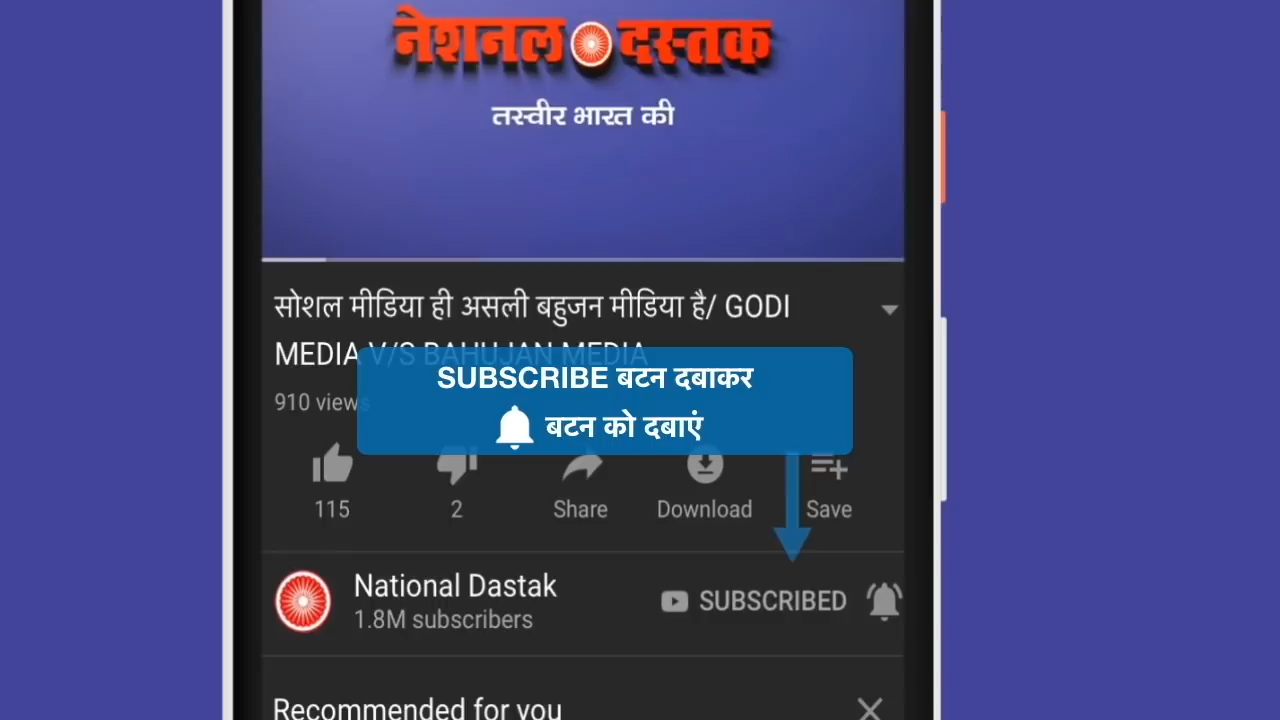 नेशनल दस्तक
तस्वीर भारत की
सोशल मीडिया ही असली बहुजन मीडिया है/ GODI
MEDIA V/S BAHUJAN MEDIA
SUBSCRIBE बटन दबाकर
910 views
बटन को दबाएं
115
2
Share
Download
Save
National Dastak
SUBSCRIBED
1.8M subscribers
Recommended for you